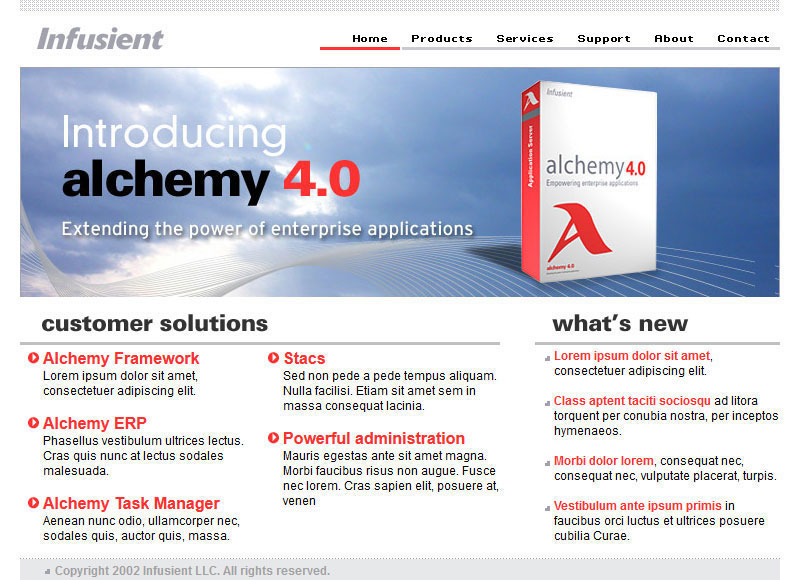 Infusient
Home Products Services Support About Contact
Introducing
alchemy 4.0
Extending the power of enterprise applications
Infusient
Application Server
alchemy 4.0
Empowering enterprise applications
alchemy 4.0
customer solutions
Alchemy Framework
Lorem ipsum dolor sit amet,
consectetuer adipiscing elit.
Alchemy ERP
Phasellus vestibulum ultrices lectus.
Cras quis nunc at lectus sodales
malesuada.
Alchemy Task Manager
Aenean nunc odio, ullamcorper nec,
sodales quis, auctor quis, massa.
Stacs
Sed non pede a pede tempus aliquam.
Nulla facilisi. Etiam sit amet sem in
massa consequat lacinia.
Powerful administration
Mauris egestas ante sit amet magna.
Morbi faucibus risus non augue. Fusce
nec lorem. Cras sapien elit, posuere at,
venen
what's new
Lorem ipsum dolor sit amet,
consectetuer adipiscing elit.
Class aptent taciti sociosqu ad litora
torquent per conubia nostra, per inceptos
hymenaeos.
Morbi dolor lorem, consequat nec,
consequat nec, vulputate placerat, turpis.
Vestibulum ante ipsum primis in
faucibus orci luctus et ultrices posuere
cubilia Curae.
Copyright 2002 Infusient LLC. All rights reserved.